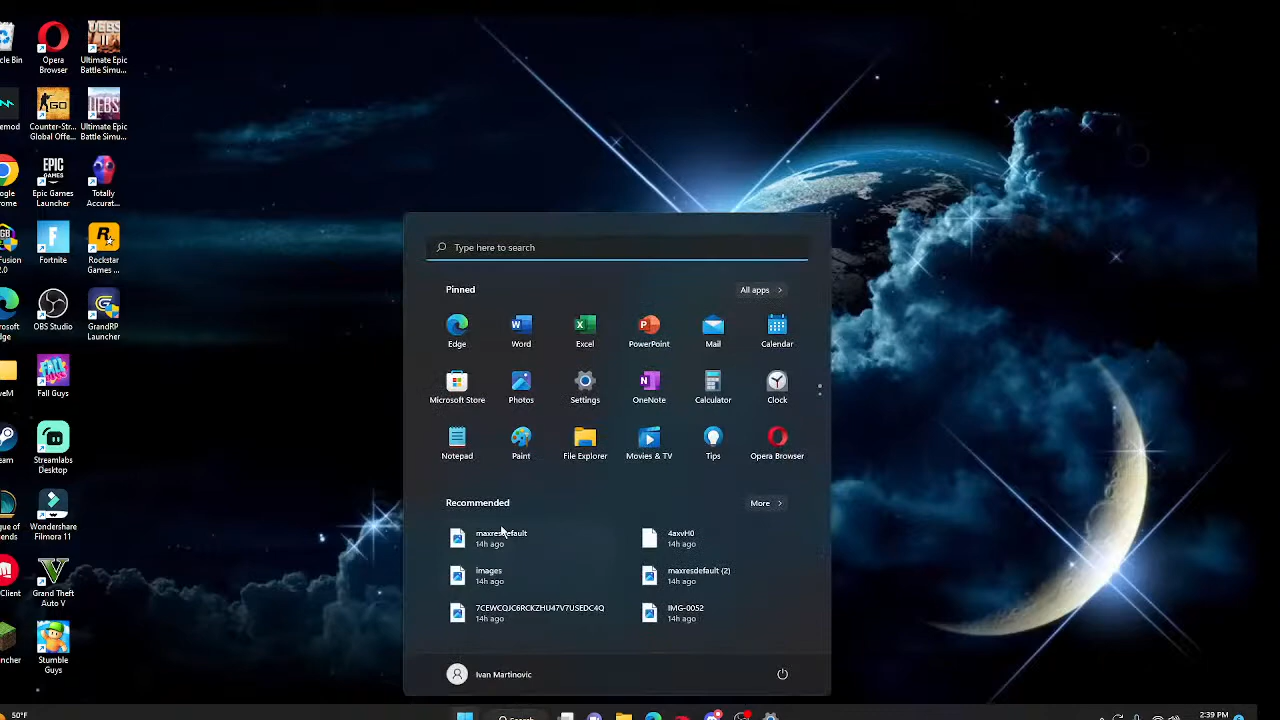 Opera
Browser
Ultimate Epic
Battle Simu...
Counter-Str...
Global Offe...
Ultimate Epic
Battle Simu...
Epic Games
Launcher
Totally
Accurat...
Fortnite
Rockstar
Games ...
OBS Studio
GrandRP
Launcher
Fall Guys
Streamlabs
Desktop
Wondershare
Filmora 11
Grand Theft
Auto V
Stumble
Guys
Type here to search
Pinned
All apps
Edge
Word
Excel
PowerPoint
Mail
Calendar
Microsoft Store
Photos
Settings
OneNote
Calculator
Clock
Notepad
Paint
File Explorer
Movies & TV
Tips
Opera Browser
Recommended
More
maxresdefault
14h ago
4axvH0
14h ago
images
14h ago
maxresdefault (2)
14h ago
7CEWCQJC6RCKZHU47V7USEDC4Q
14h ago
IMG-0052
14h ago
Ivan Martinovic
50°F
Search
2:39 PM